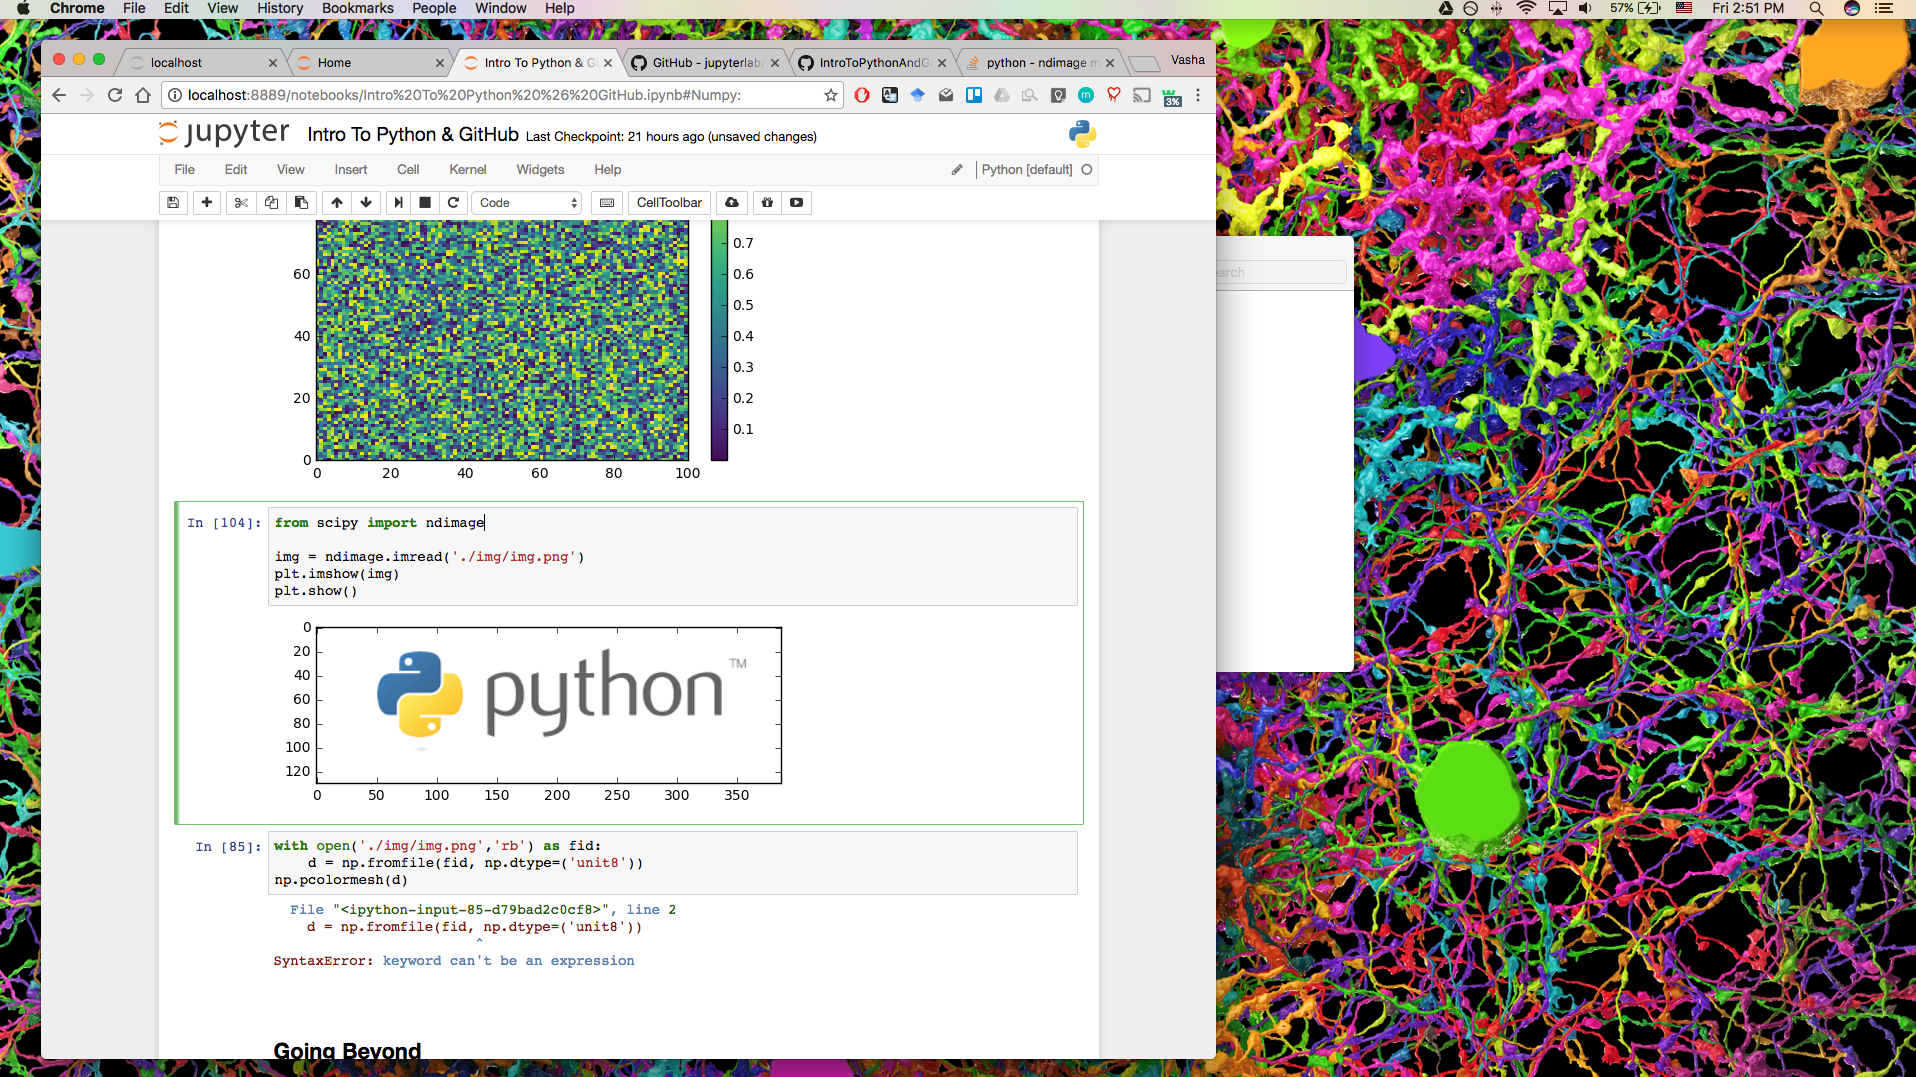 Chrome File Edit View History Bookmarks People Window Help 57% Fri 2:51 PM
localhost Home Intro To Python & Gi GitHub - jupyterlab/ IntroToPythonAndGi python - ndimage m Vasha
localhost:8889/notebooks/Intro%20To%20Python%20%26%20GitHub.ipynb#Numpy: 3%
jupyter Intro To Python & GitHub Last Checkpoint: 21 hours ago (unsaved changes)
File Edit View Insert Cell Kernel Widgets Help Python [default]
Code CellToolbar
earch
0.7
60 0.6
0.5
40 0.4
0.3
20 0.2
0.1
0
0 20 40 60 80 100
In [104]: from scipy import ndimage
img = ndimage.imread('./img/img.png')
plt.imshow(img)
plt.show()
0
20
40
60
80
100
120
python TM
0 50 100 150 200 250 300 350
In [85]: with open('./img/img.png','rb') as fid:
d = np.fromfile(fid, np.dtype=('unit8'))
np.pcolormesh(d)
File "<ipython-input-85-d79bad2c0cf8>", line 2
d = np.fromfile(fid, np.dtype=('unit8'))
^
SyntaxError: keyword can't be an expression
Going Beyond